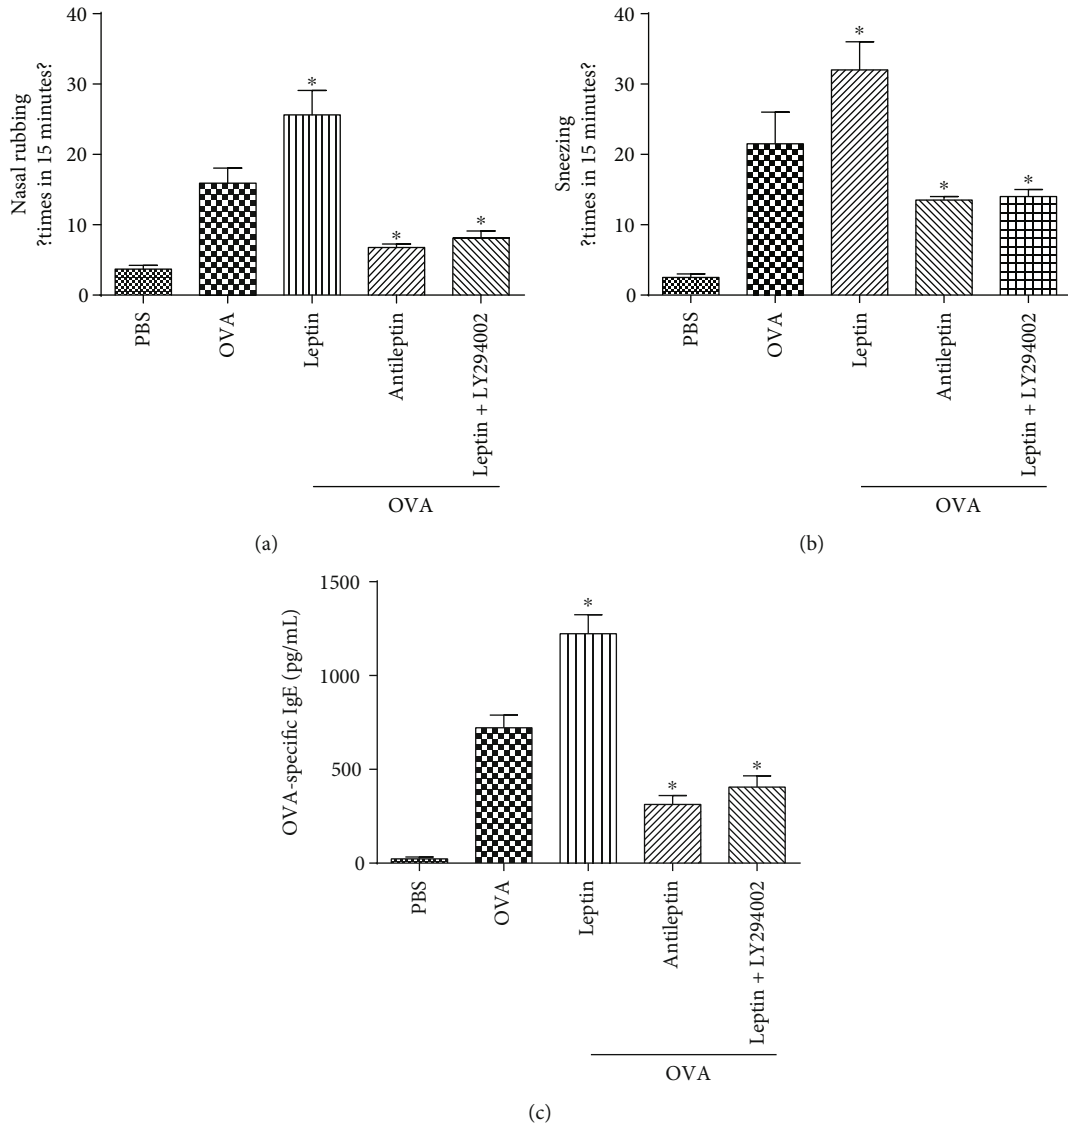 40
30
20
10
0
Nasal rubbing
?times in 15 minutes?
*
*
*
PBS
OVA
Leptin
Antileptin
Leptin + LY294002
OVA
(a)
40
30
20
10
0
Sneezing
?times in 15 minutes?
*
*
*
PBS
OVA
Leptin
Antileptin
Leptin + LY294002
OVA
(b)
1500
1000
500
0
OVA-specific IgE (pg/mL)
*
*
*
PBS
OVA
Leptin
Antileptin
Leptin + LY294002
OVA
(c)